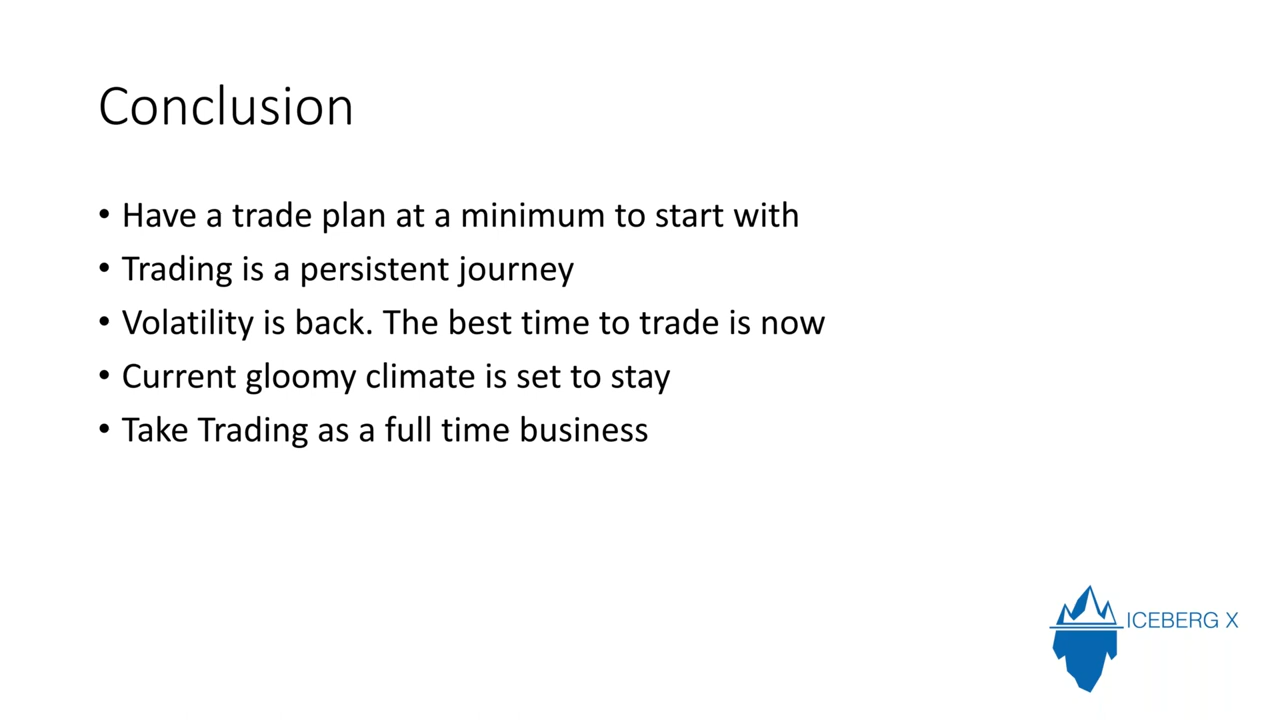 Conclusion
• Have a trade plan at a minimum to start with
• Trading is a persistent journey
• Volatility is back. The best time to trade is now
• Current gloomy climate is set to stay
• Take Trading as a full time business
ICEBERG X